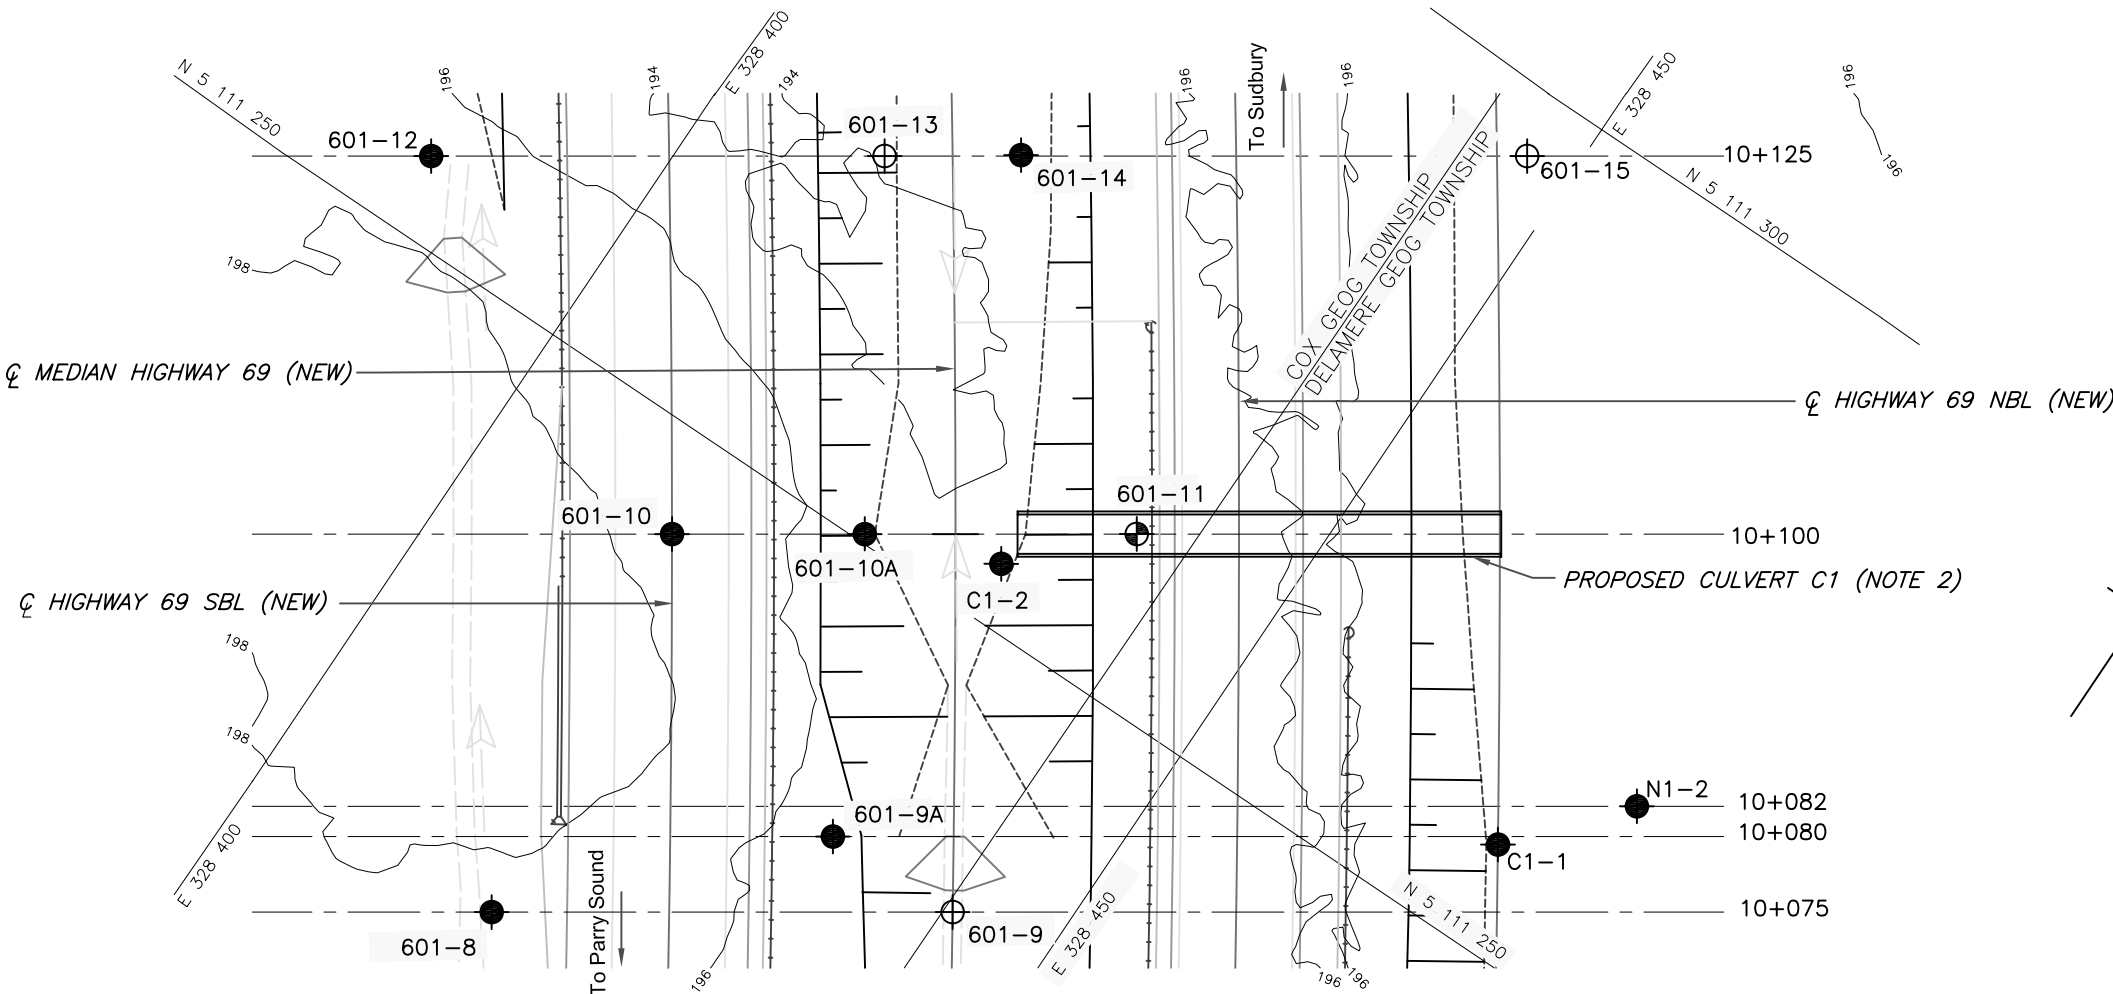 E 328 400
N 5 111 250
196
194
194
196
To Sudbury
196
E 328 450
196
601-12
601-13
601-14
601-15
10+125
196
N 5 111 300
198
COX GEOG TOWNSHIP
DELAMERE GEOG TOWNSHIP
℄ MEDIAN HIGHWAY 69 (NEW)
℄ HIGHWAY 69 NBL (NEW)
601-10
601-11
10+100
601-10A
C1-2
PROPOSED CULVERT C1 (NOTE 2)
℄ HIGHWAY 69 SBL (NEW)
198
198
N1-2
10+082
601-9A
10+080
C1-1
E 328 400
To Parry Sound
E 328 450
N 5 111 250
10+075
601-8
601-9
196
196
196